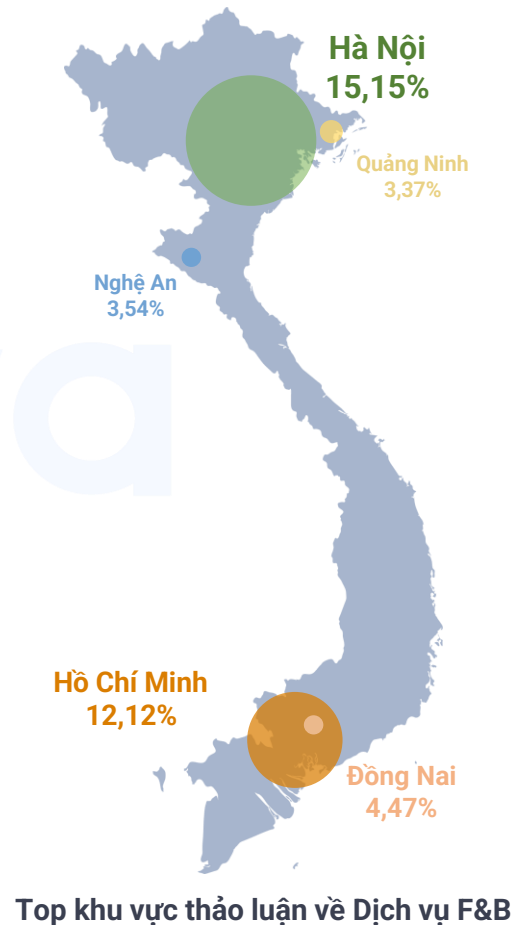 Hà Nội
15,15%
Quảng Ninh
3,37%
Nghệ An
3,54%
Hồ Chí Minh
12,12%
Đồng Nai
4,47%
Top khu vực thảo luận về Dịch vụ F&B